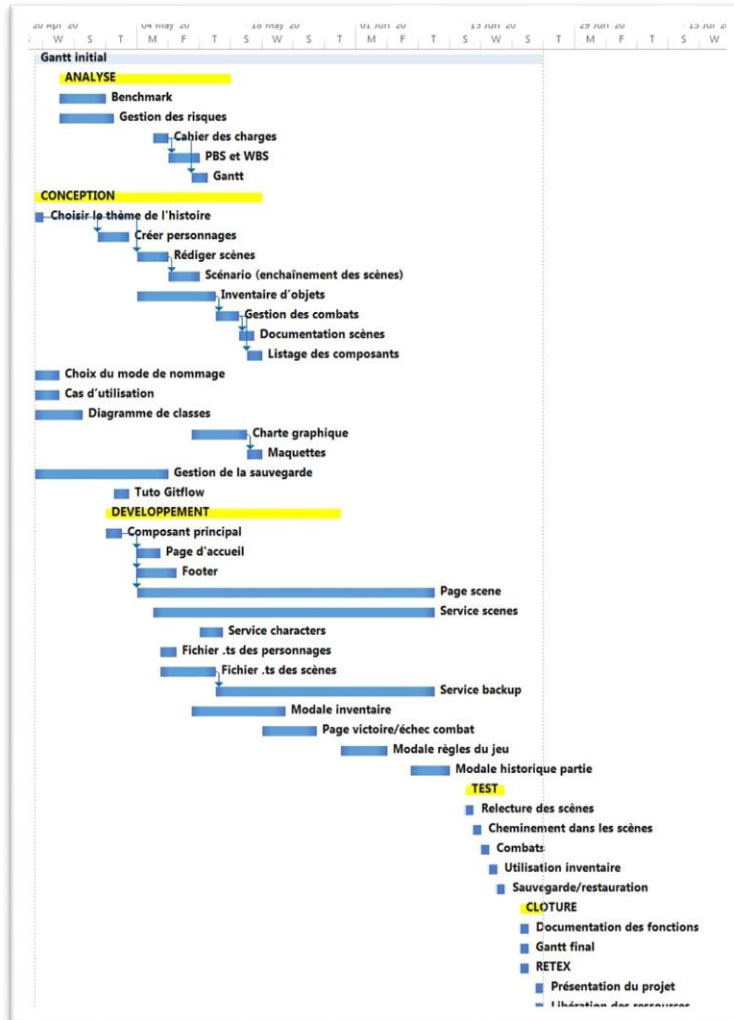 20 Apr 20 04 May 20 18 May 20 01 Jun 20 15 Jun 20 29 Jun 20
W S T M F T S W S T M F T S W S T M F T S W
Gantt initial
ANALYSE
Benchmark
Gestion des risques
Cahier des charges
PBS et WBS
Gantt
CONCEPTION
Choisir le thème de l'histoire
Créer personnages
Rédiger scènes
Scénario (enchaînement des scènes)
Inventaire d'objets
Gestion des combats
Documentation scènes
Listage des composants
Choix du mode de nommage
Cas d'utilisation
Diagramme de classes
Charte graphique
Maquettes
Gestion de la sauvegarde
Tuto Gitflow
DEVELOPPEMENT
Composant principal
Page d'accueil
Footer
Page scene
Service scenes
Service characters
Fichier .ts des personnages
Fichier .ts des scènes
Service backup
Modale inventaire
Page victoire/échec combat
Modale règles du jeu
Modale historique partie
TEST
Relecture des scènes
Cheminement dans les scènes
Combats
Utilisation inventaire
Sauvegarde/restauration
CLOTURE
Documentation des fonctions
Gantt final
RETEX
Présentation du projet
Libération des ressources